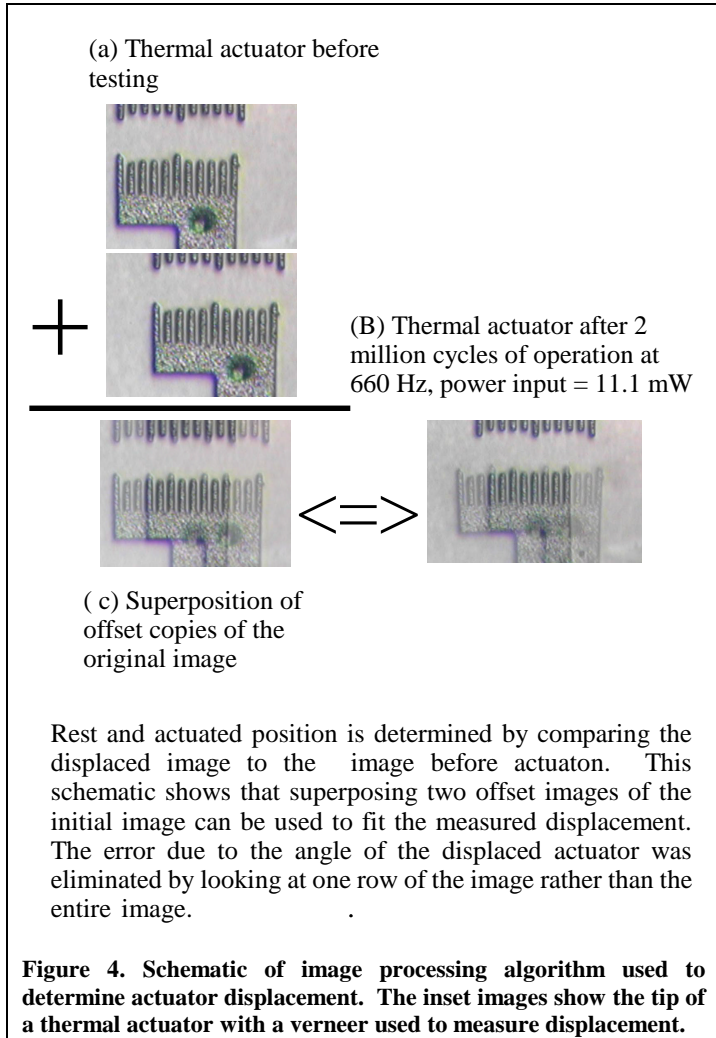 (a) Thermal actuator before
testing
+
(B) Thermal actuator after 2
million cycles of operation at
660 Hz, power input = 11.1 mW
<=>
( c) Superposition of
offset copies of the
original image
Rest and actuated position is determined by comparing the
displaced image to the image before actuaton. This
schematic shows that superposing two offset images of the
initial image can be used to fit the measured displacement.
The error due to the angle of the displaced actuator was
eliminated by looking at one row of the image rather than the
entire image. .
Figure 4. Schematic of image processing algorithm used to
determine actuator displacement. The inset images show the tip of
a thermal actuator with a verneer used to measure displacement.